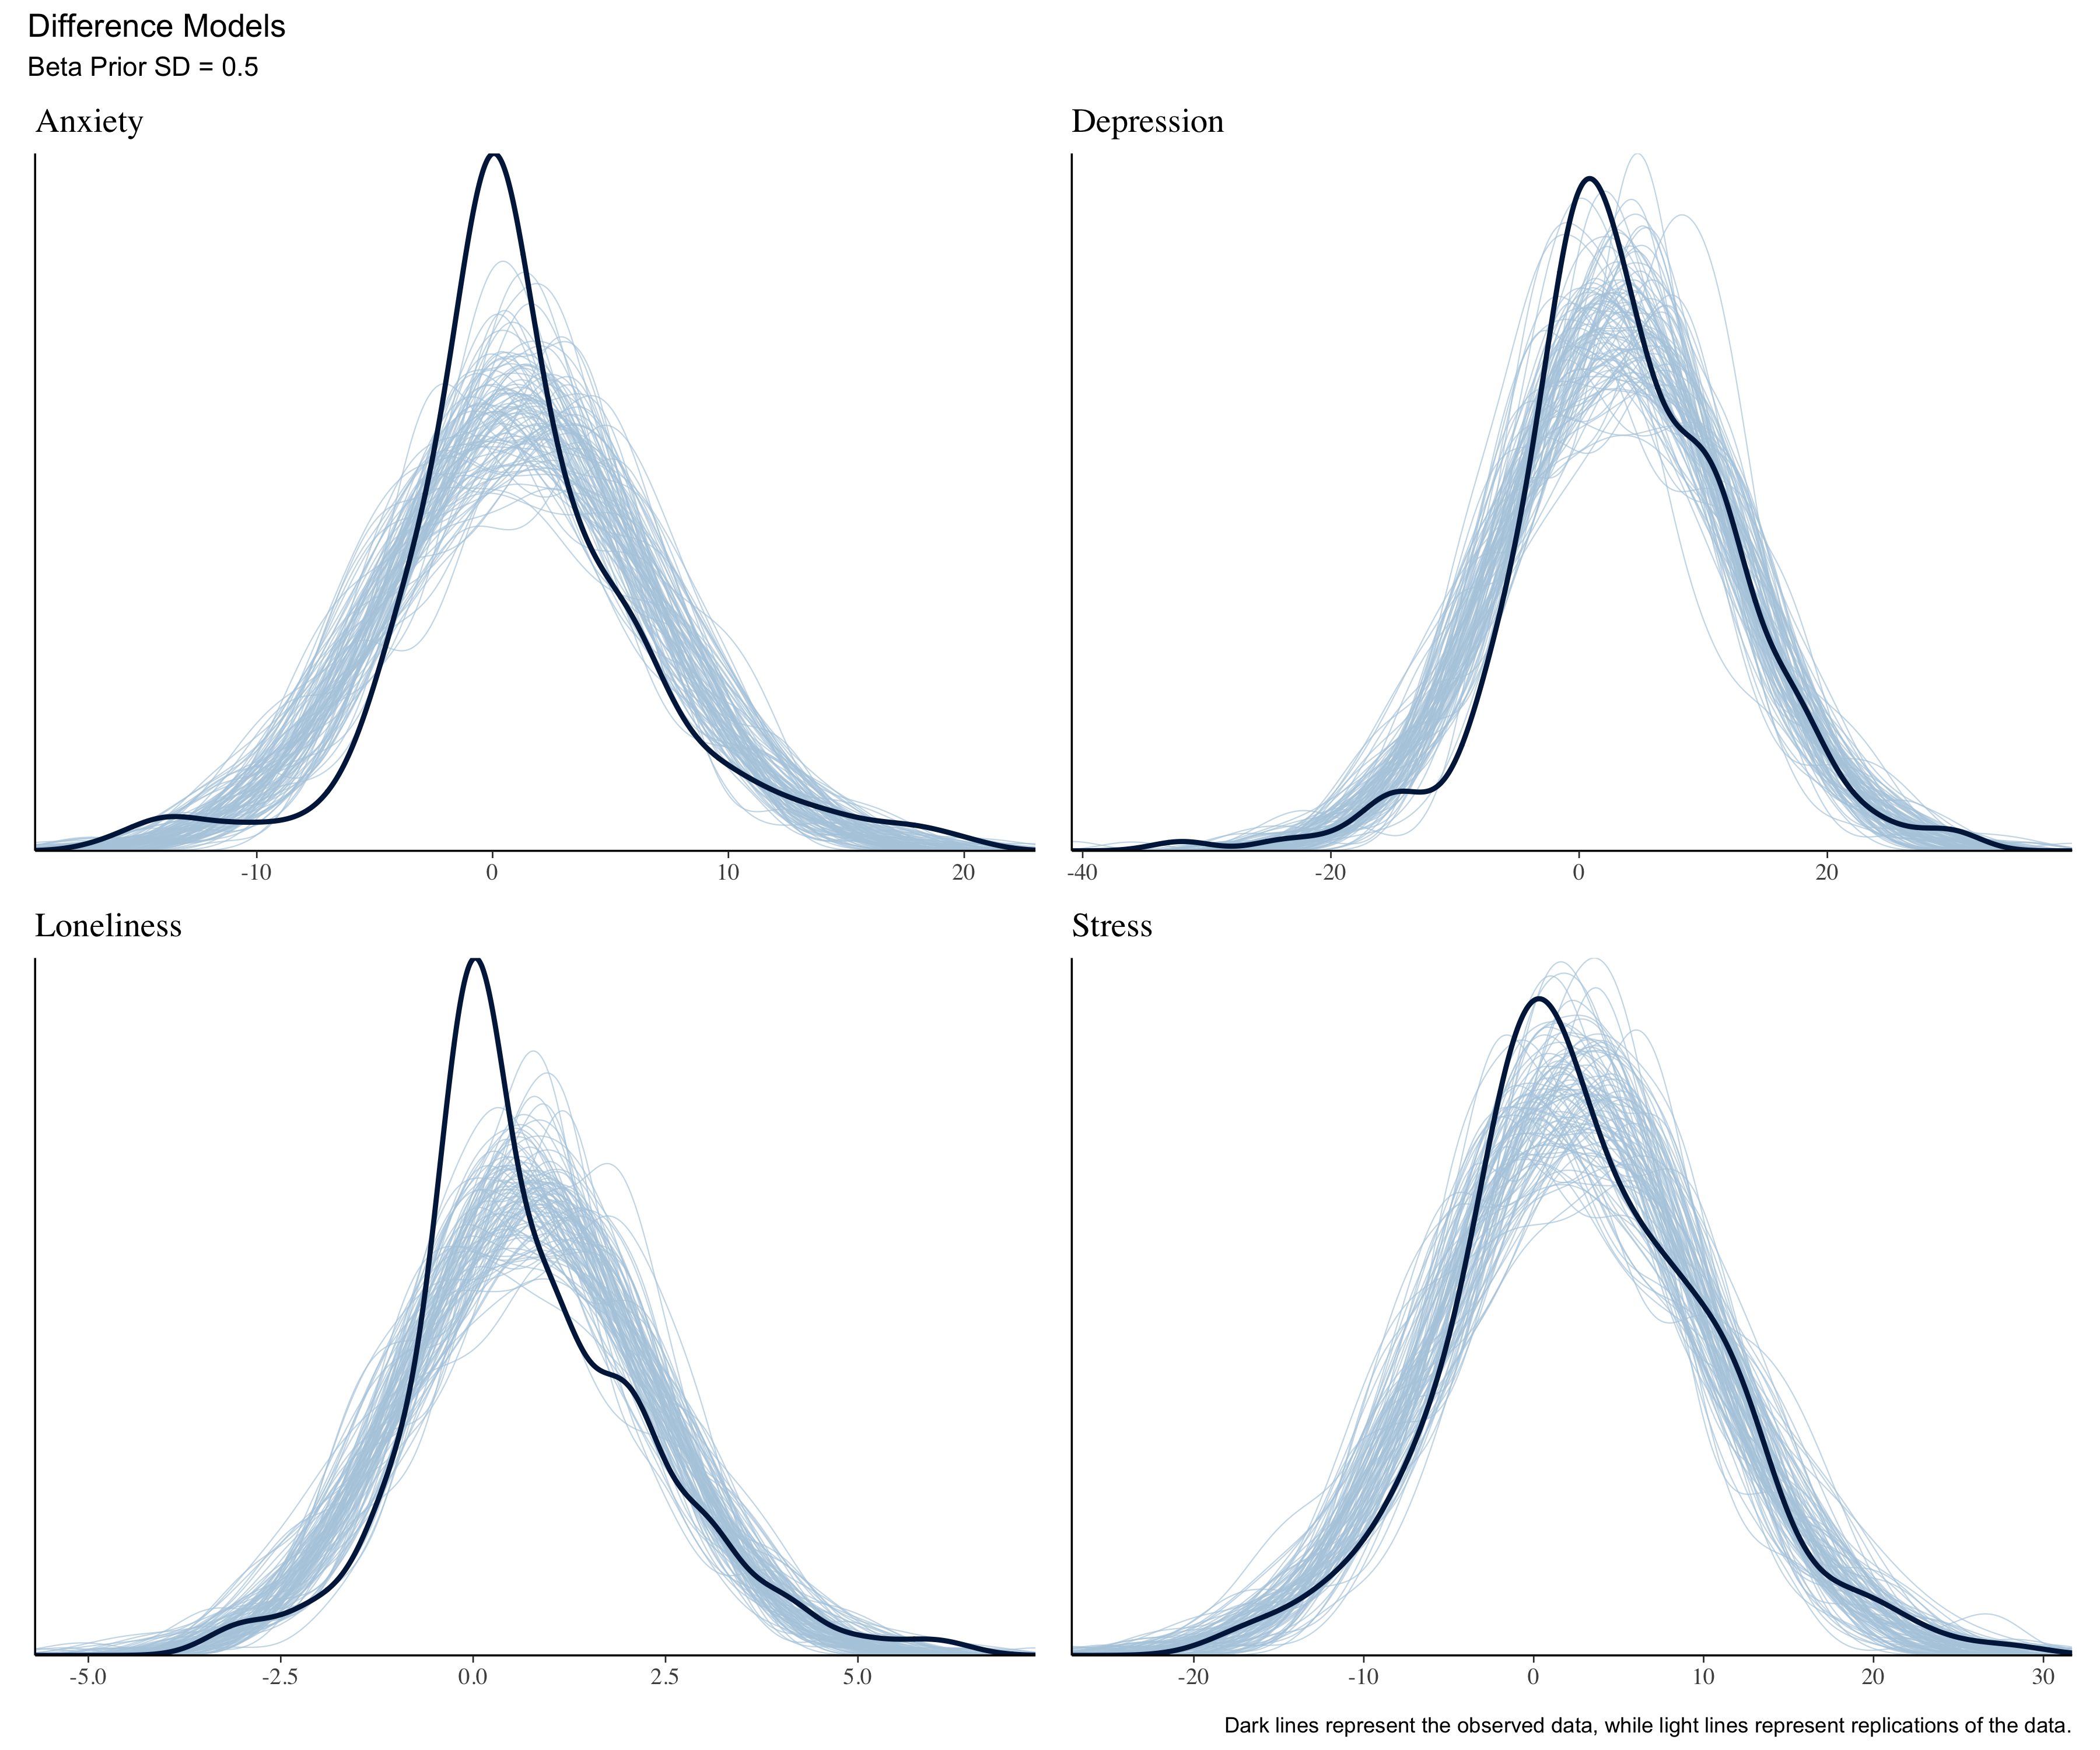 Difference Models
Beta Prior SD = 0.5
Anxiety
Depression
-10 0 10 20
-40 -20 0 20
Loneliness
Stress
-5.0 -2.5 0.0 2.5 5.0
-20 -10 0 10 20 30
Dark lines represent the observed data, while light lines represent replications of the data.